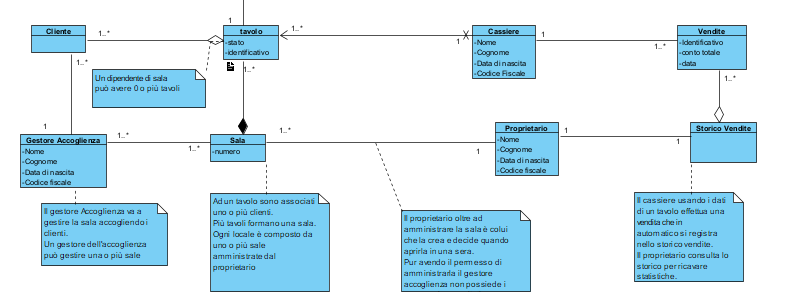 1
Cliente
1..*
tavolo
-stato
-identificativo
1..*
Cassiere
-Nome
-Cognome
-Data di nascita
-Codice Fiscale
1
1
Vendite
-Identificativo
-conto totale
-data
1..*
1..*
Un dipendente di sala
può avere 0 o più tavoli
1..*
1..*
1
Gestore Accoglienza
-Nome
-Cognome
-Data di nascita
-Codice fiscale
1..*
1..*
Sala
-numero
1..*
1
Proprietario
-Nome
-Cognome
-Data di nascita
-Codice fiscale
1
1
Storico Vendite
Il gestore Accoglienza va a
gestire la sala accogliendo i
clienti.
Un gestore dell'accoglienza
può gestire una o più sale
Ad un tavolo sono associati
uno o più clienti.
Più tavoli formano una sala.
Ogni locale è composto da
uno o più sale
amministrate dal
proprietario
Il proprietario oltre ad
amministrare la sala è colui
che la crea e decide quando
aprirla in una sera.
Pur avendo il permesso di
amministrarla il gestore
accoglienza non possiede i
Il cassiere usando i dati
di un tavolo effettua una
vendita che in
automatico si registra
nello storico vendite.
Il proprietario consulta lo
storico per ricavare
statistiche.